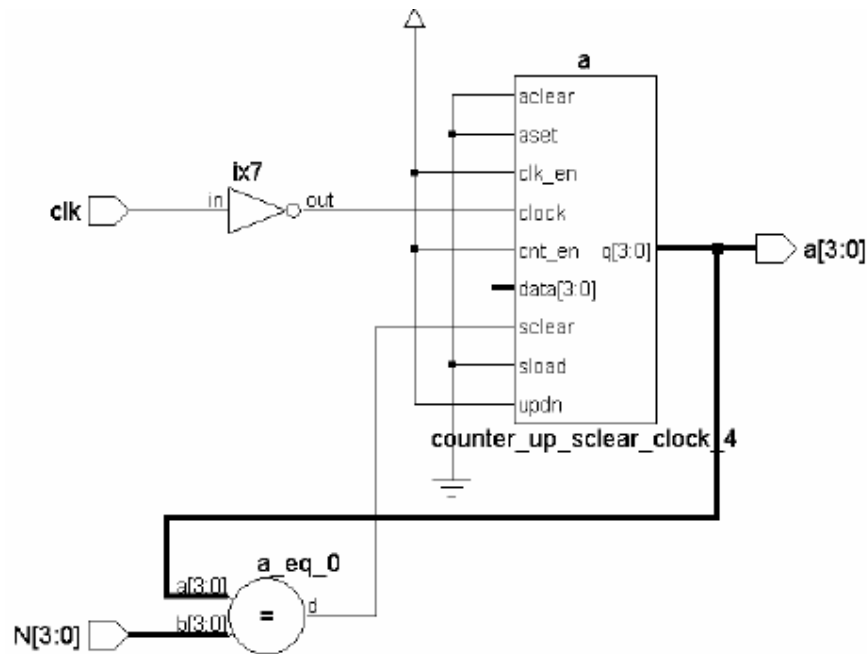 a
aclear
aset
ix7
clk_en
clk
in
out
clock
cnt_en
q[3:0]
a[3:0]
data[3:0]
sclear
sload
updn
counter_up_sclear_clock_4
a_eq_0
a[3:0]
d
=
b[3:0]
N[3:0]